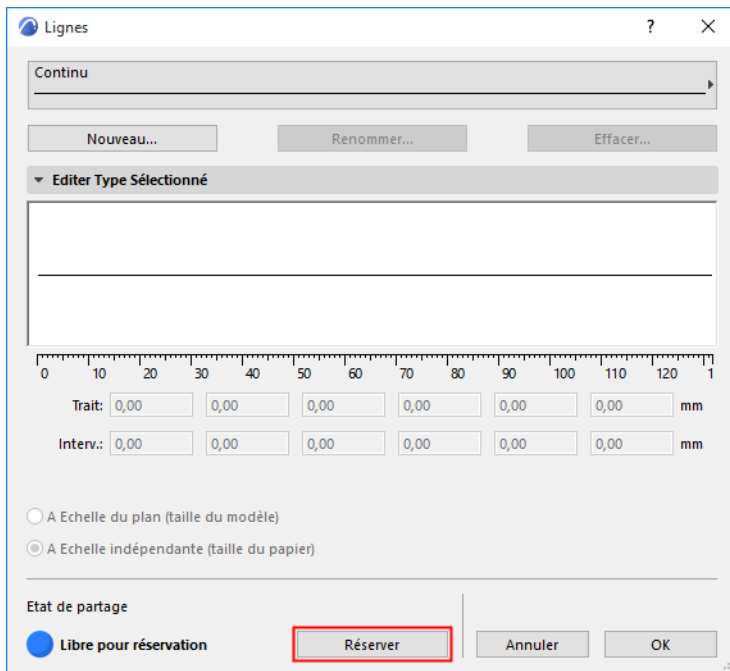 Lignes ?
Continu
Nouveau... Renommer... Effacer...
Editer Type Sélectionné
0 10 20 30 40 50 60 70 80 90 100 110 120 1
Trait: 0,00 0,00 0,00 0,00 0,00 0,00 mm
Interv.: 0,00 0,00 0,00 0,00 0,00 0,00 mm
A Echelle du plan (taille du modèle)
A Echelle indépendante (taille du papier)
Etat de partage
Libre pour réservation Réserver Annuler OK